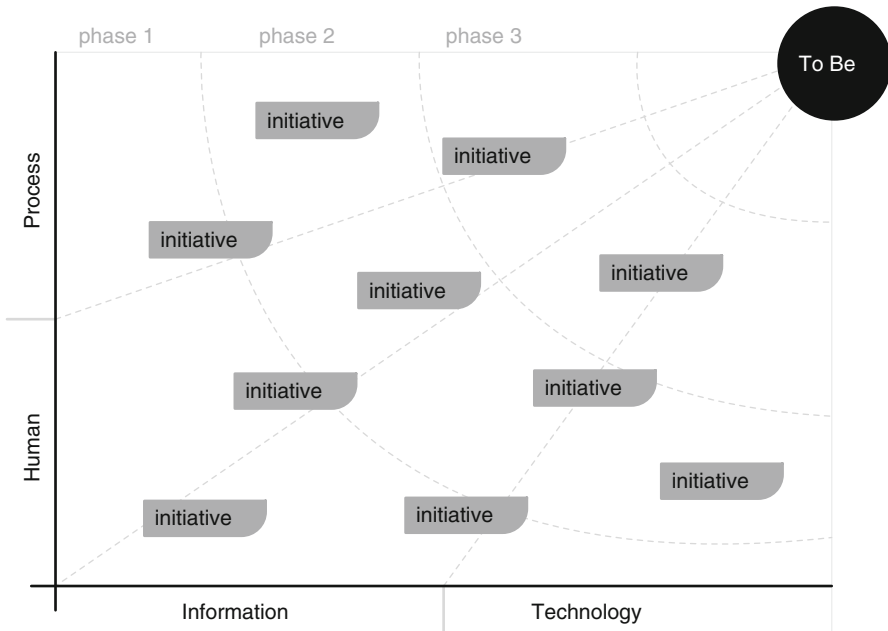 phase 1 phase 2 phase 3
To Be
initiative
initiative
initiative
initiative
initiative
initiative
initiative
initiative
initiative
initiative
Process
Human
Information Technology